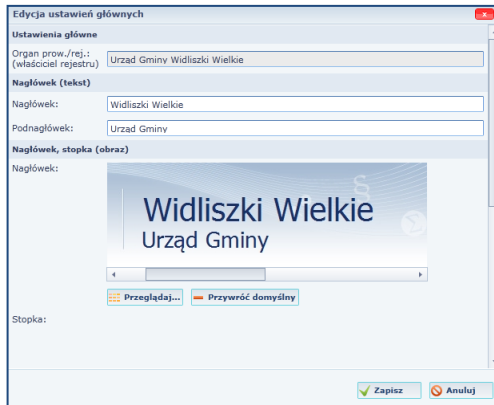 Edycja ustawień głównych
Ustawienia główne
Organ prow./rej.:
(właściciel rejestru)
Urząd Gminy Widliszki Wielkie
Nagłówek (tekst)
Nagłówek:
Widliszki Wielkie
Podnagłówek:
Urząd Gminy
Nagłówek, stopka (obraz)
Nagłówek:
§
Widliszki Wielkie
Urząd Gminy
Σ
Przeglądaj...
Przywróć domyślny
Stopka:
Zapisz
Anuluj